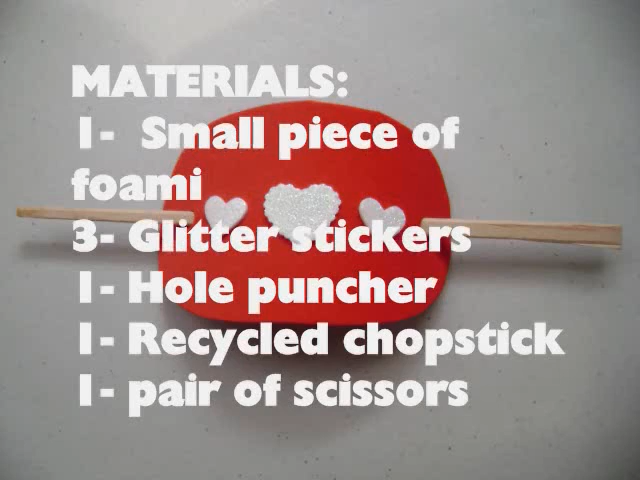 MATERIALS:
1- Small piece of
foami
3- Glitter stickers
1- Hole puncher
1- Recycled chopstick
1- pair of scissors